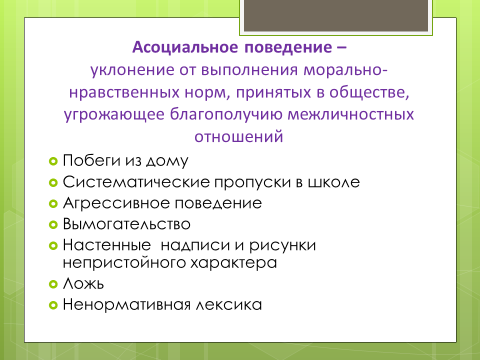 Асоциальное поведение –
уклонение от выполнения морально-
нравственных норм, принятых в обществе,
угрожающее благополучию межличностных
отношений
Побеги из дому
Систематические пропуски в школе
Агрессивное поведение
Вымогательство
Настенные надписи и рисунки
непристойного характера
Ложь
Ненормативная лексика